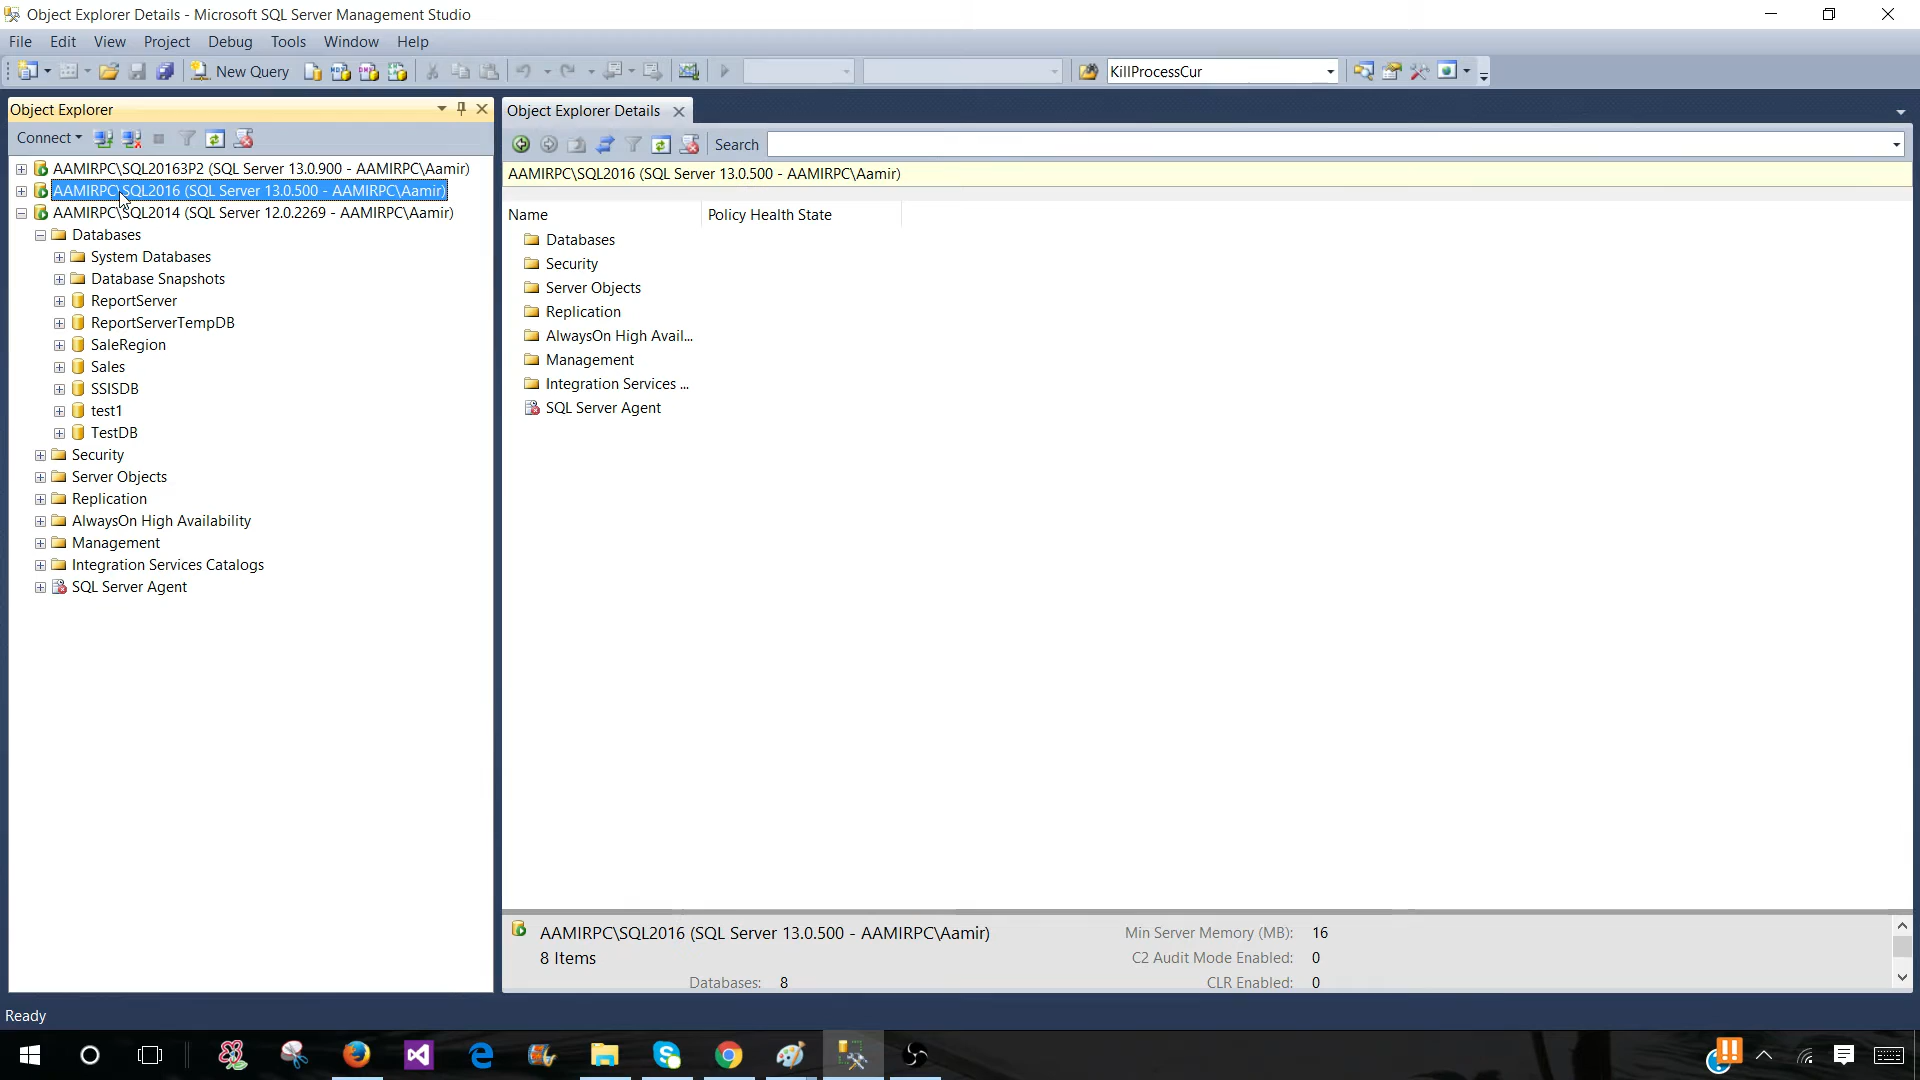 Object Explorer Details - Microsoft SQL Server Management Studio
File Edit View Project Debug Tools Window Help
New Query KillProcessCur
Object Explorer
Connect
AAMIRPC\SQL20163P2 (SQL Server 13.0.900 - AAMIRPC\Aamir)
AAMIRPC\SQL2016 (SQL Server 13.0.500 - AAMIRPC\Aamir)
AAMIRPC\SQL2014 (SQL Server 12.0.2269 - AAMIRPC\Aamir)
Databases
System Databases
Database Snapshots
ReportServer
ReportServerTempDB
SaleRegion
Sales
SSISDB
test1
TestDB
Security
Server Objects
Replication
AlwaysOn High Availability
Management
Integration Services Catalogs
SQL Server Agent
Object Explorer Details
Search
AAMIRPC\SQL2016 (SQL Server 13.0.500 - AAMIRPC\Aamir)
Name Policy Health State
Databases
Security
Server Objects
Replication
AlwaysOn High Avail...
Management
Integration Services ...
SQL Server Agent
AAMIRPC\SQL2016 (SQL Server 13.0.500 - AAMIRPC\Aamir)
8 Items
Databases: 8
Min Server Memory (MB): 16
C2 Audit Mode Enabled: 0
CLR Enabled: 0
Ready